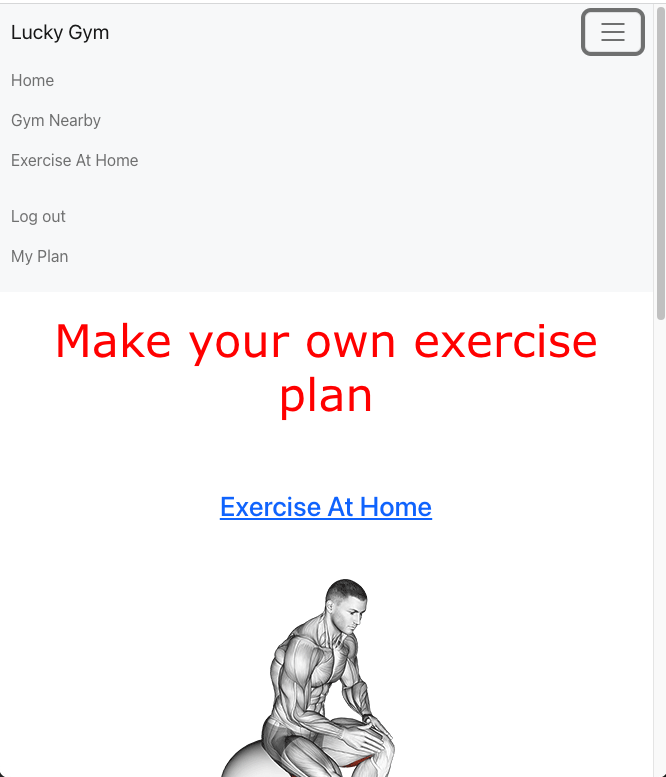 Lucky Gym
Home
Gym Nearby
Exercise At Home
Log out
My Plan
Make your own exercise
plan
Exercise At Home